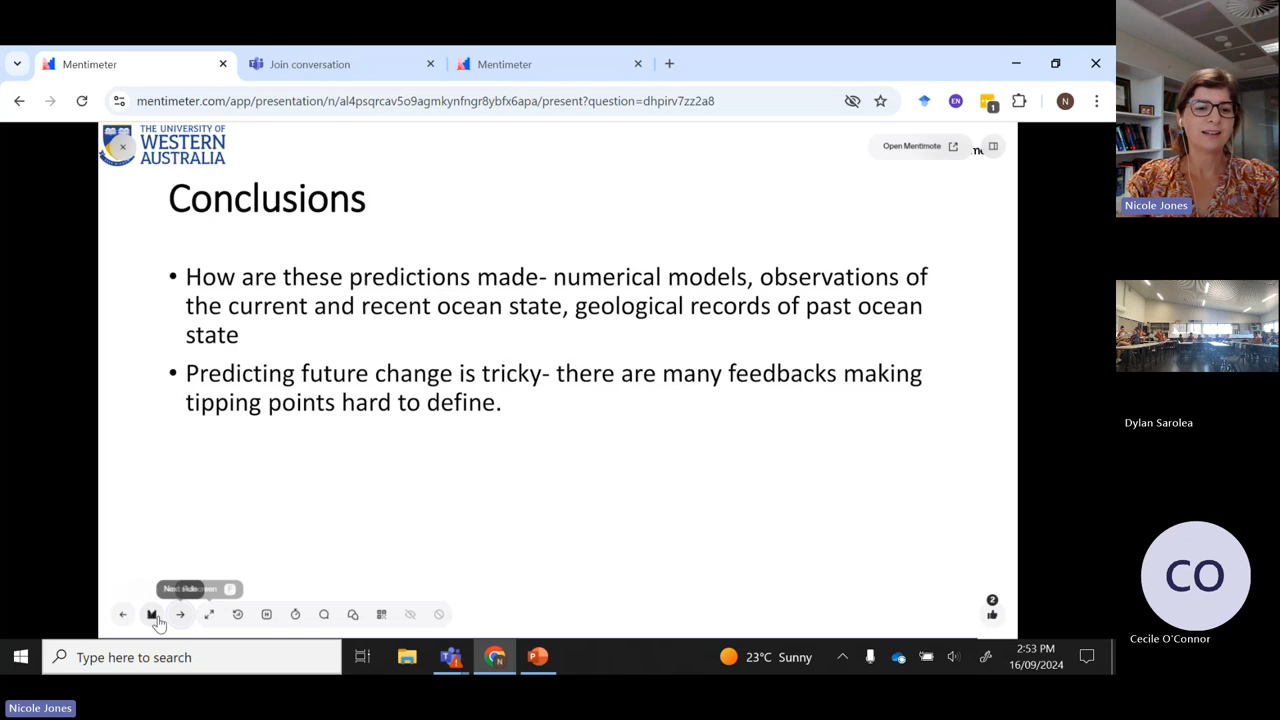 Mentimeter
Join conversation
Mentimeter
mentimeter.com/app/presentation/n/al4psqrcav5o9agmkynfngr8ybfx6apa/present?question=dhpirv7zz2a8
EN
1
N
THE UNIVERSITY OF
WESTERN
AUSTRALIA
Open Mentimote
Conclusions
• How are these predictions made- numerical models, observations of
the current and recent ocean state, geological records of past ocean
state
• Predicting future change is tricky- there are many feedbacks making
tipping points hard to define.
2
Type here to search
23°C Sunny
2:53 PM
16/09/2024
Nicole Jones
Dylan Sarolea
CO
Cecile O'Connor
Nicole Jones